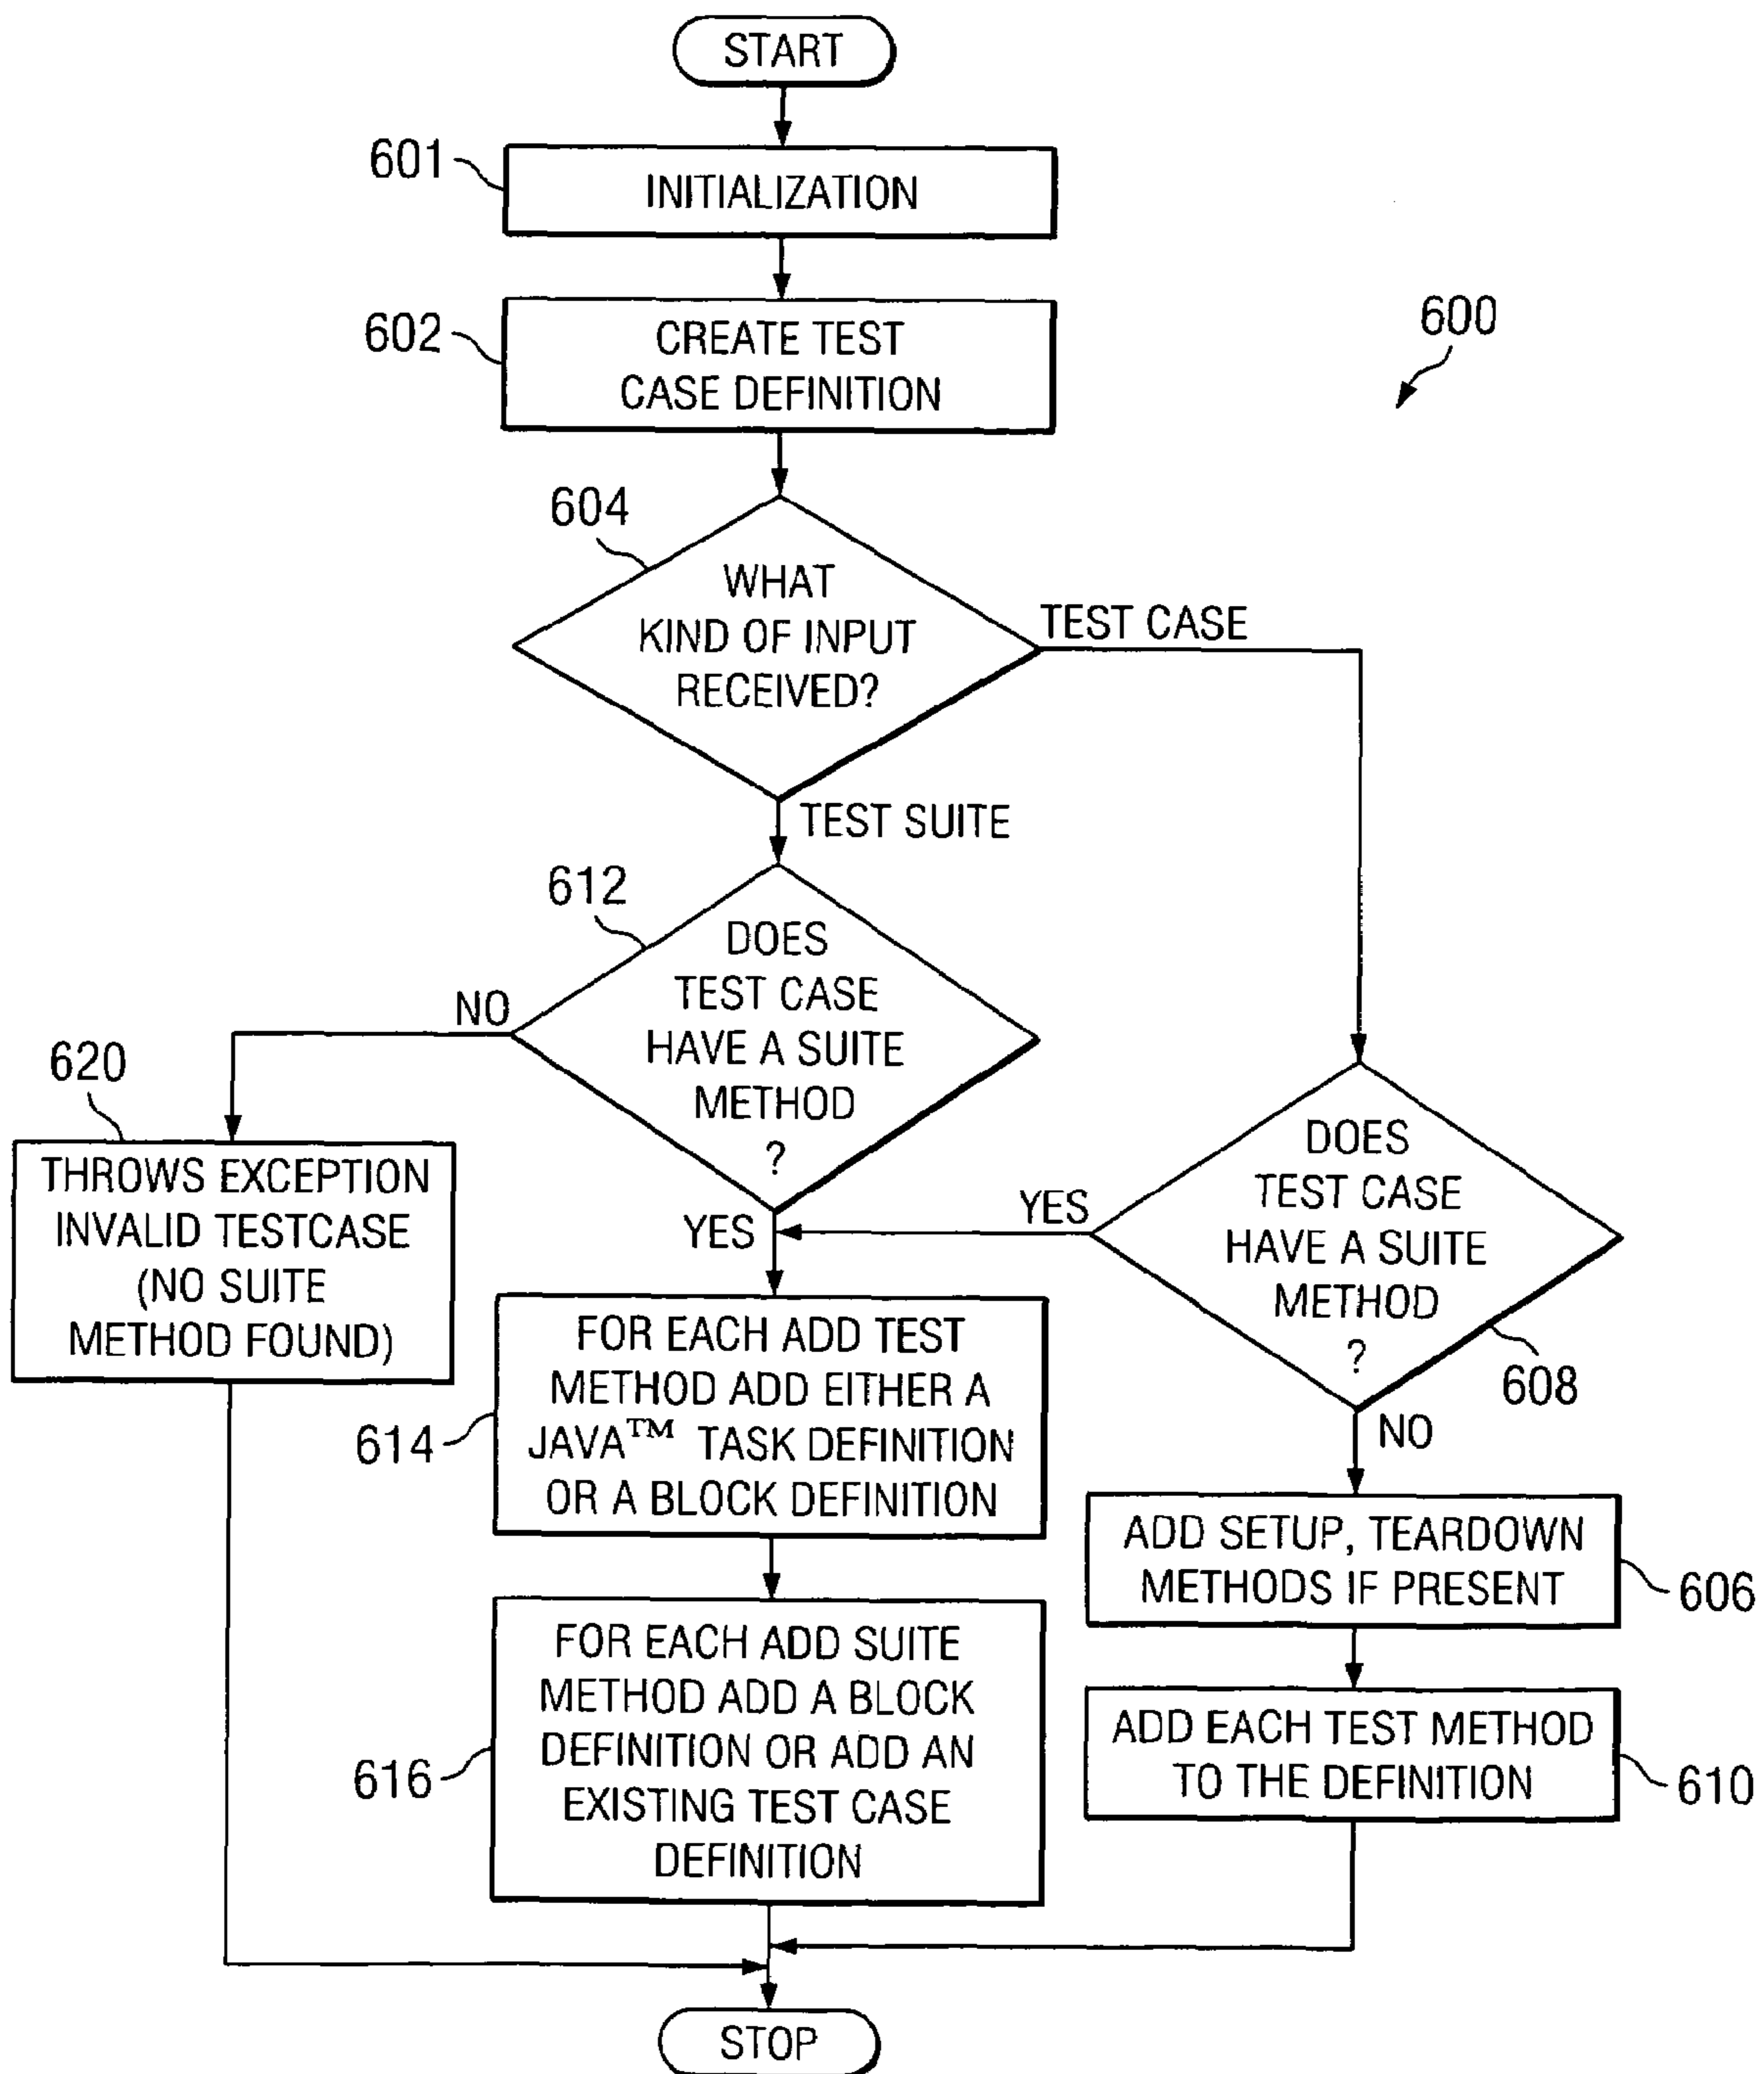 START
601
INITIALIZATION
602
CREATE TEST
CASE DEFINITION
600
604
WHAT
KIND OF INPUT
RECEIVED?
TEST CASE
TEST SUITE
612
DOES
TEST CASE
HAVE A SUITE
METHOD
?
NO
YES
620
THROWS EXCEPTION
INVALID TESTCASE
(NO SUITE
METHOD FOUND)
DOES
TEST CASE
HAVE A SUITE
METHOD
?
YES
608
NO
614
FOR EACH ADD TEST
METHOD ADD EITHER A
JAVA™ TASK DEFINITION
OR A BLOCK DEFINITION
ADD SETUP, TEARDOWN
METHODS IF PRESENT
606
616
FOR EACH ADD SUITE
METHOD ADD A BLOCK
DEFINITION OR ADD AN
EXISTING TEST CASE
DEFINITION
ADD EACH TEST METHOD
TO THE DEFINITION
610
STOP